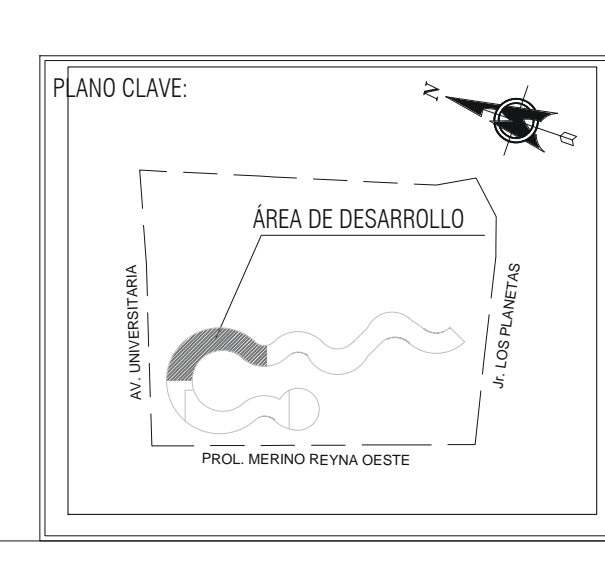 PLANO CLAVE:
N
ÁREA DE DESARROLLO
AV. UNIVERSITARIA
Jr. LOS PLANETAS
PROL. MERINO REYNA OESTE